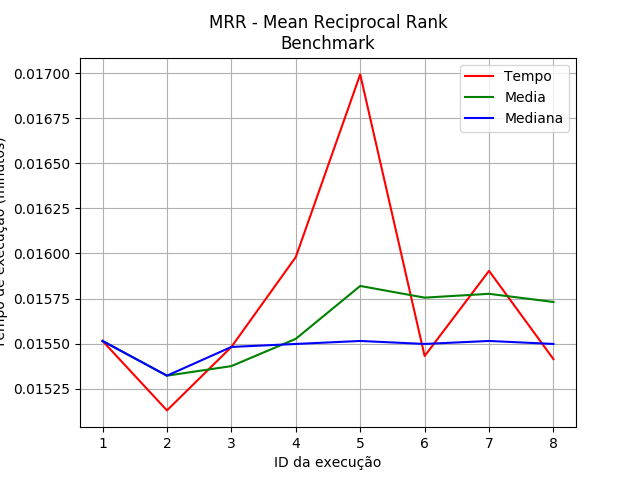 MRR - Mean Reciprocal Rank
Benchmark
Tempo
Media
Mediana
0.01700
0.01675
0.01650
0.01625
0.01600
0.01575
0.01550
0.01525
Tempo de execução (minutos)
1 2 3 4 5 6 7 8
ID da execução